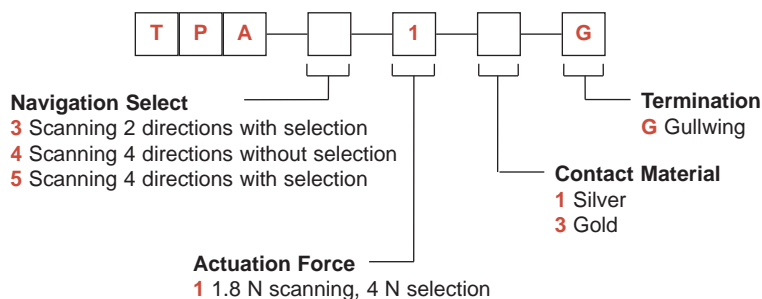 T P A 1 G
Navigation Select
3 Scanning 2 directions with selection
4 Scanning 4 directions without selection
5 Scanning 4 directions with selection
Termination
G Gullwing
Contact Material
1 Silver
3 Gold
Actuation Force
1 1.8 N scanning, 4 N selection